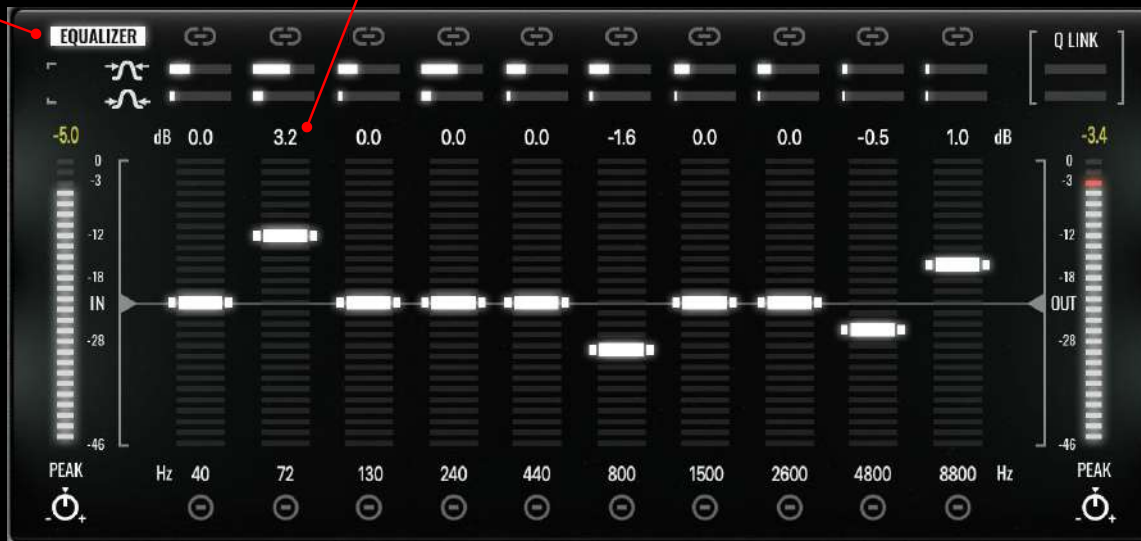 EQUALIZER
Q LINK
-5.0 dB 0.0 3.2 0.0 0.0 0.0 -1.6 0.0 0.0 -0.5 1.0 dB -3.4
0 0
-3 -3
-12 -12
-18 -18
IN OUT
-28 -28
-46 -46
PEAK Hz 40 72 130 240 440 800 1500 2600 4800 8800 Hz PEAK
- + - +